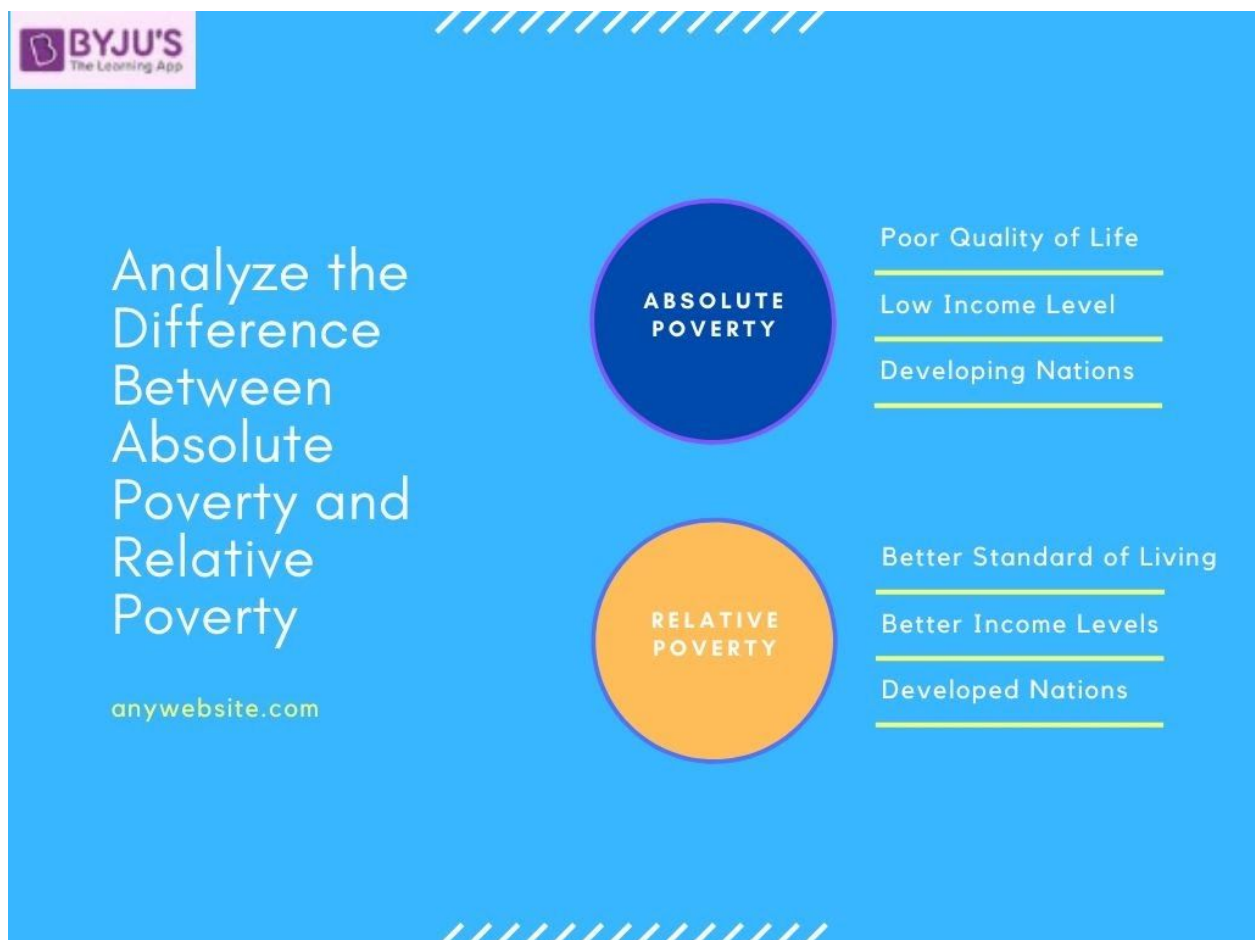 BYJU'S
The Learning App
Analyze the
Difference
Between
Absolute
Poverty and
Relative
Poverty
anywebsite.com
ABSOLUTE
POVERTY
Poor Quality of Life
Low Income Level
Developing Nations
RELATIVE
POVERTY
Better Standard of Living
Better Income Levels
Developed Nations